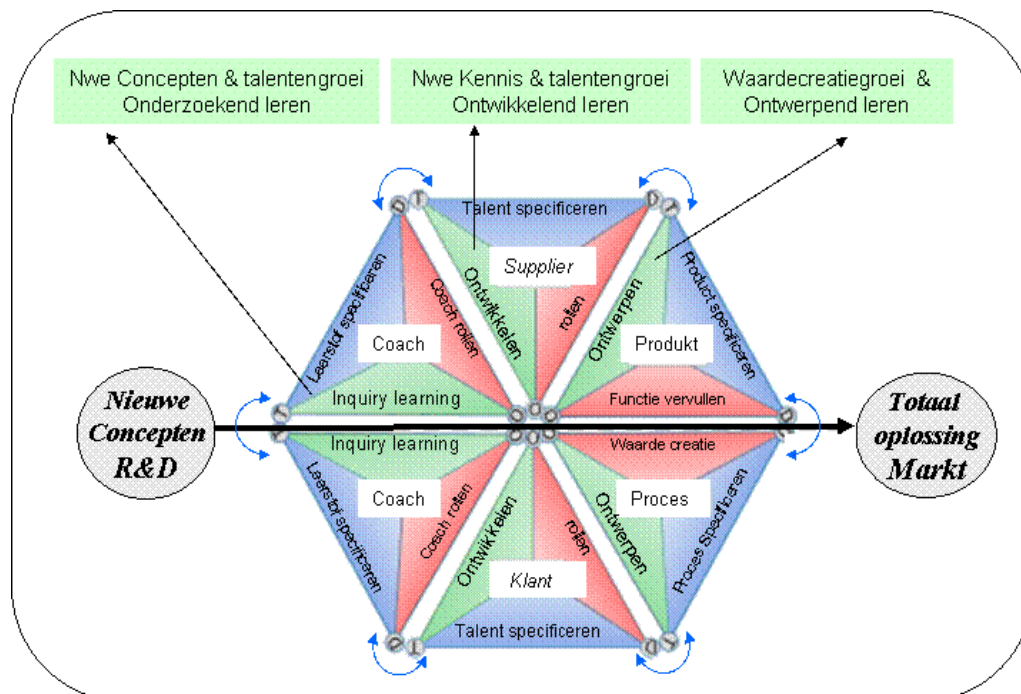 Nwe Concepten & talentengroei
Onderzoekend leren
Nwe Kennis & talentengroei
Ontwikkelend leren
Waardecreatiegroei &
Ontwerpend leren
Talent specificeren
Supplier
Ontwikkelen
rollen
Leerstof specificeren
Coach rollen
Coach
Inquiry learning
Ontwerpen
Product specificeren
Produkt
Functie vervullen
Nieuwe
Concepten
R&D
Totaal
oplossing
Markt
Inquiry learning
Coach
Leerstof specificeren
Coach rollen
Ontwikkelen
rollen
Klant
Talent specificeren
Waarde creatie
Proces
Ontwerpen
Proces Specificeren